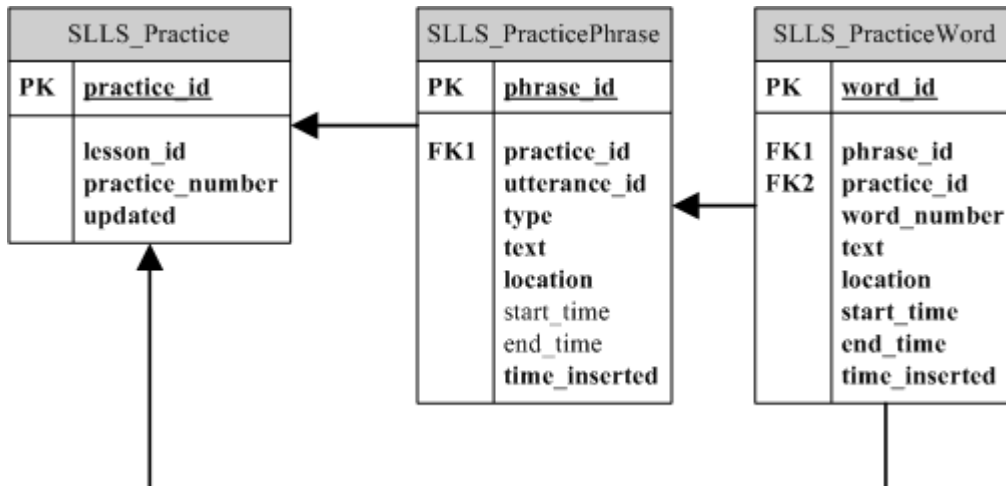 SLLS_Practice
PK practice_id
lesson_id
practice_number
updated
SLLS_PracticePhrase
PK phrase_id
FK1 practice_id
utterance_id
type
text
location
start_time
end_time
time_inserted
SLLS_PracticeWord
PK word_id
FK1 phrase_id
FK2 practice_id
word_number
text
location
start_time
end_time
time_inserted